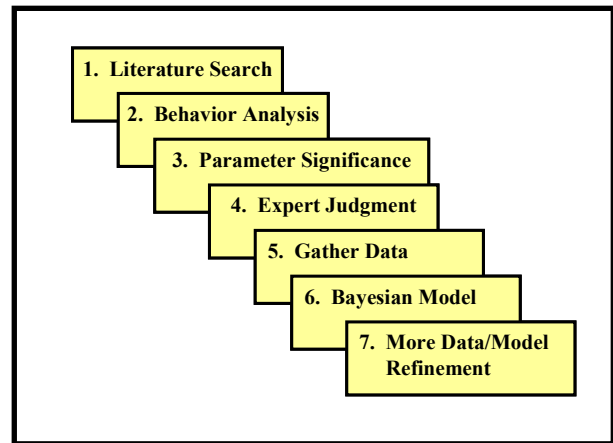 1. Literature Search
2. Behavior Analysis
3. Parameter Significance
4. Expert Judgment
5. Gather Data
6. Bayesian Model
7. More Data/Model
Refinement